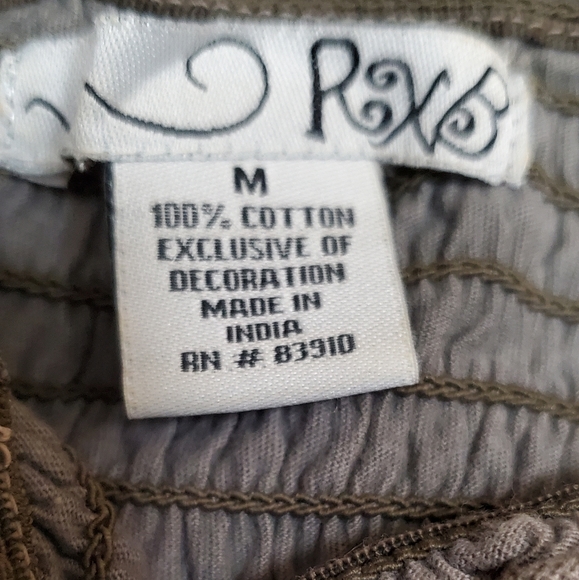 RXB
M
100% COTTON
EXCLUSIVE OF
DECORATION
MADE IN
INDIA
RN # 83910